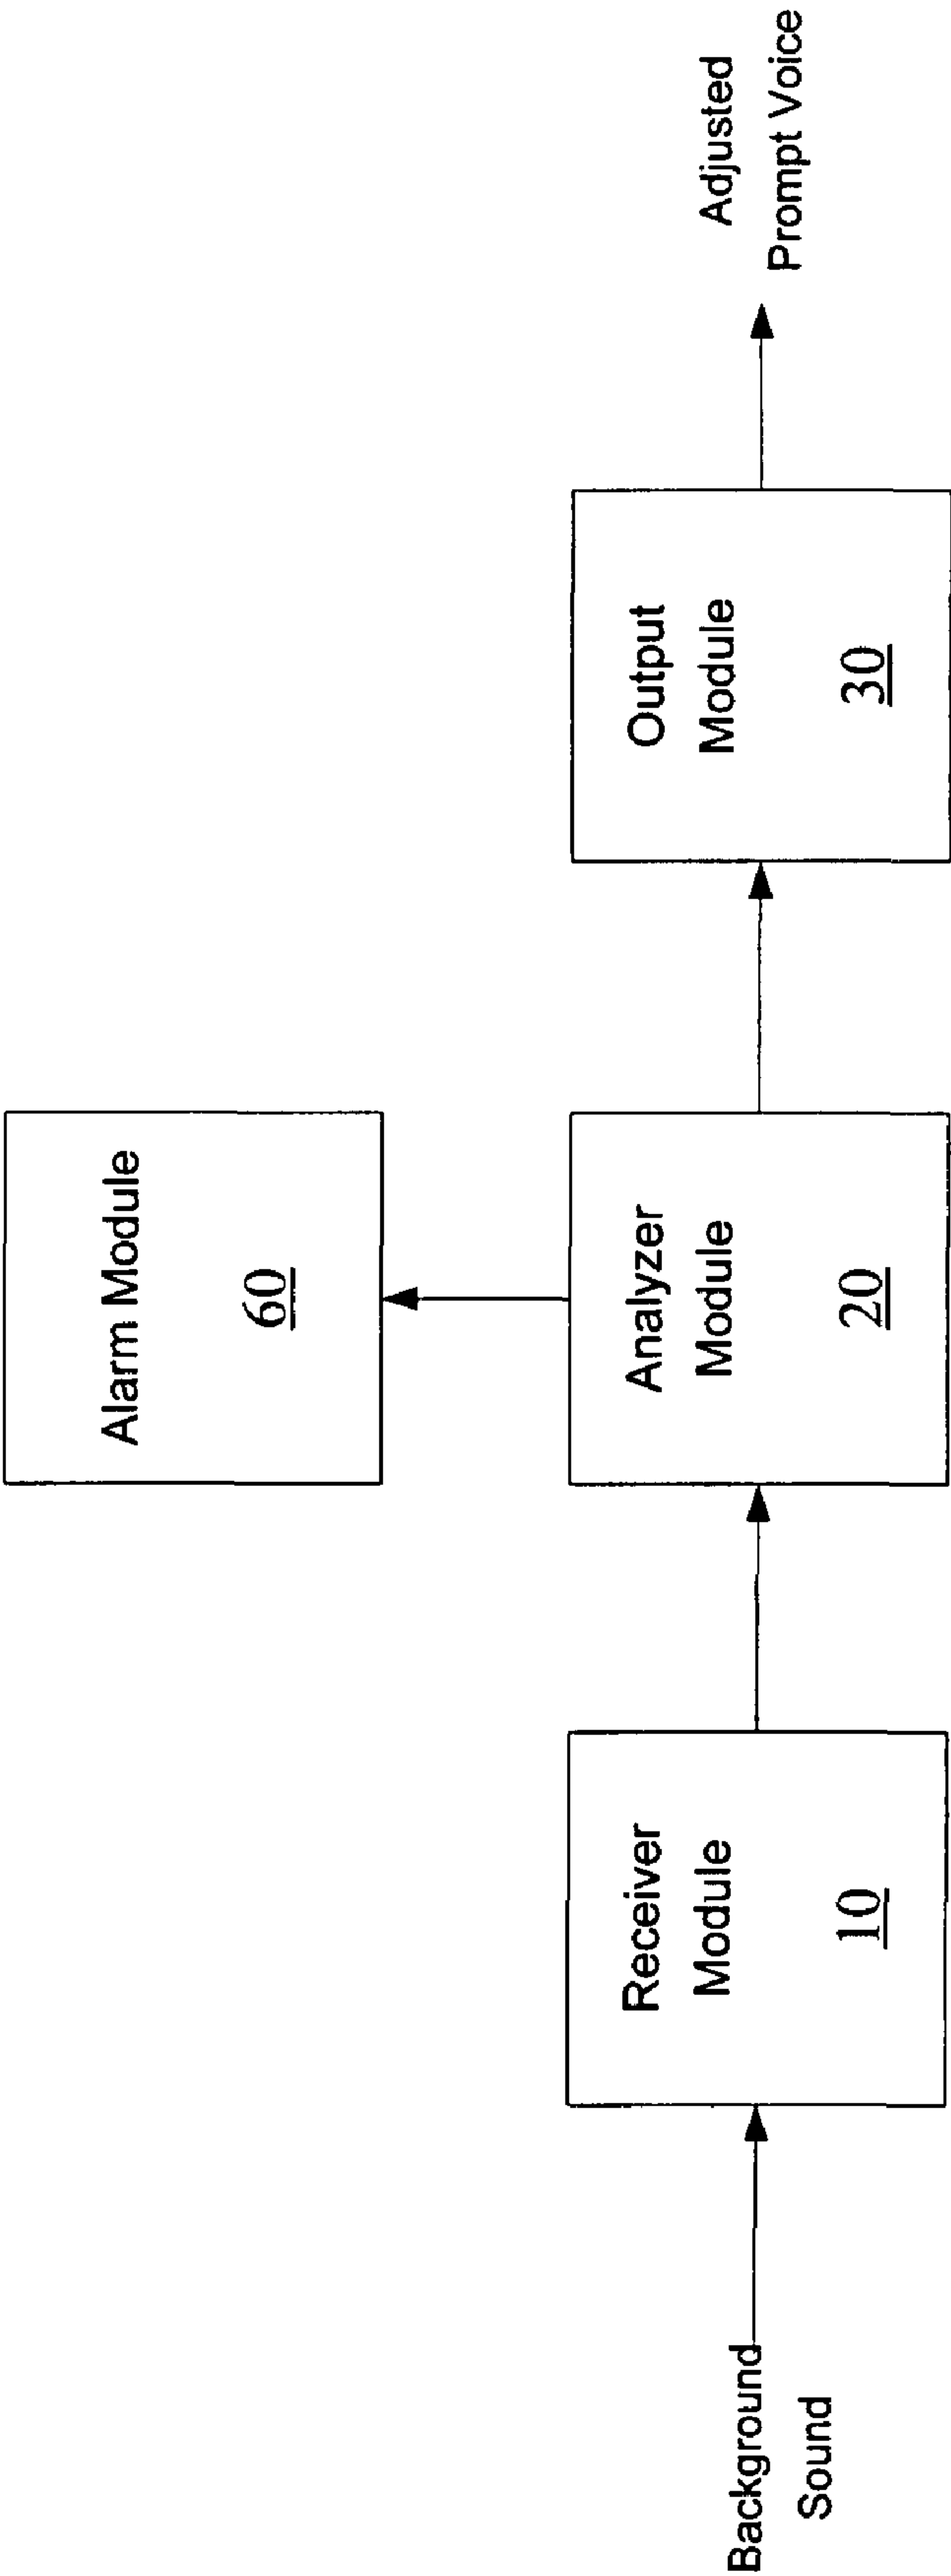 Alarm Module
60
Background
Sound
Receiver
Module
10
Analyzer
Module
20
Output
Module
30
Adjusted
Prompt Voice